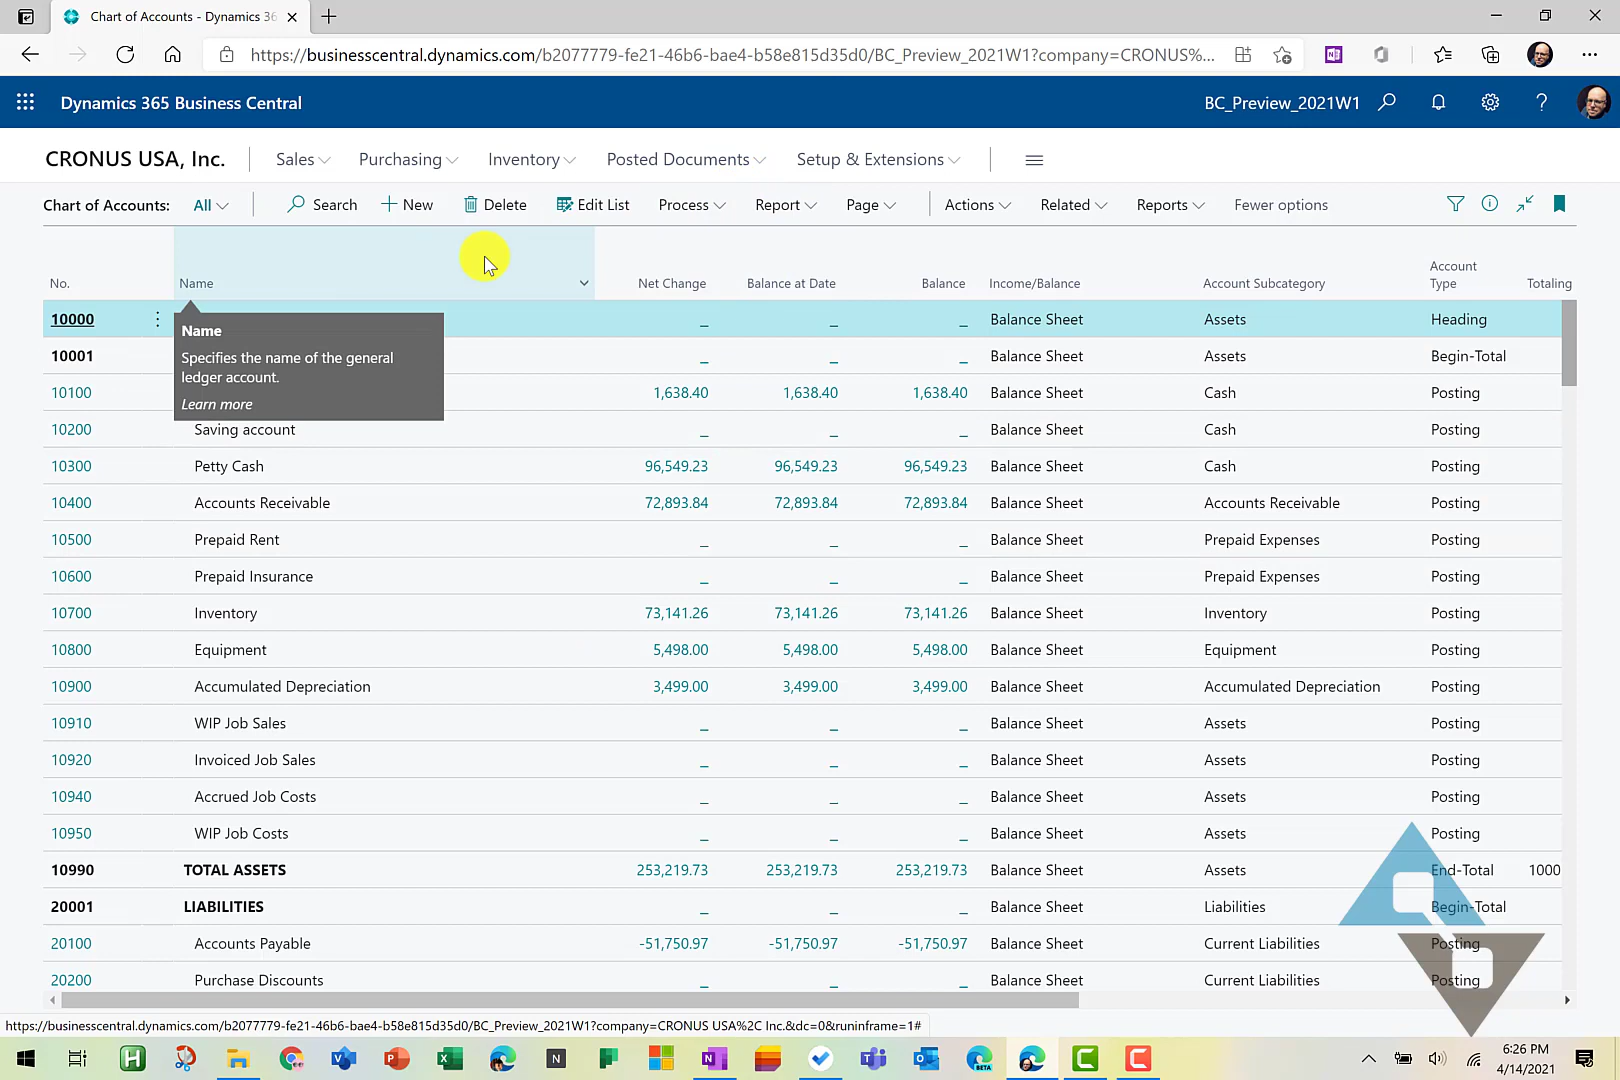 Chart of Accounts - Dynamics 36
https://businesscentral.dynamics.com/b2077779-fe21-46b6-bae4-b58e815d35d0/BC_Preview_2021W1?company=CRONUS%...
Dynamics 365 Business Central
BC_Preview_2021W1
CRONUS USA, Inc. Sales Purchasing Inventory Posted Documents Setup & Extensions
Chart of Accounts: All Search New Delete Edit List Process Report Page Actions Related Reports Fewer options
No. Name Net Change Balance at Date Balance Income/Balance Account Subcategory Account Type Totaling
10000 _ _ _ Balance Sheet Assets Heading
Name
Specifies the name of the general
ledger account.
Learn more
10001 _ _ _ Balance Sheet Assets Begin-Total
10100 1,638.40 1,638.40 1,638.40 Balance Sheet Cash Posting
10200 Saving account _ _ _ Balance Sheet Cash Posting
10300 Petty Cash 96,549.23 96,549.23 96,549.23 Balance Sheet Cash Posting
10400 Accounts Receivable 72,893.84 72,893.84 72,893.84 Balance Sheet Accounts Receivable Posting
10500 Prepaid Rent _ _ _ Balance Sheet Prepaid Expenses Posting
10600 Prepaid Insurance _ _ _ Balance Sheet Prepaid Expenses Posting
10700 Inventory 73,141.26 73,141.26 73,141.26 Balance Sheet Inventory Posting
10800 Equipment 5,498.00 5,498.00 5,498.00 Balance Sheet Equipment Posting
10900 Accumulated Depreciation 3,499.00 3,499.00 3,499.00 Balance Sheet Accumulated Depreciation Posting
10910 WIP Job Sales _ _ _ Balance Sheet Assets Posting
10920 Invoiced Job Sales _ _ _ Balance Sheet Assets Posting
10940 Accrued Job Costs _ _ _ Balance Sheet Assets Posting
10950 WIP Job Costs _ _ _ Balance Sheet Assets Posting
10990 TOTAL ASSETS 253,219.73 253,219.73 253,219.73 Balance Sheet Assets End-Total 1000
20001 LIABILITIES _ _ _ Balance Sheet Liabilities Begin-Total
20100 Accounts Payable -51,750.97 -51,750.97 -51,750.97 Balance Sheet Current Liabilities Posting
20200 Purchase Discounts _ _ _ Balance Sheet Current Liabilities Posting
https://businesscentral.dynamics.com/b2077779-fe21-46b6-bae4-b58e815d35d0/BC_Preview_2021W1?company=CRONUS USA%2C Inc.&dc=0&runinframe=1#
6:26 PM
4/14/2021